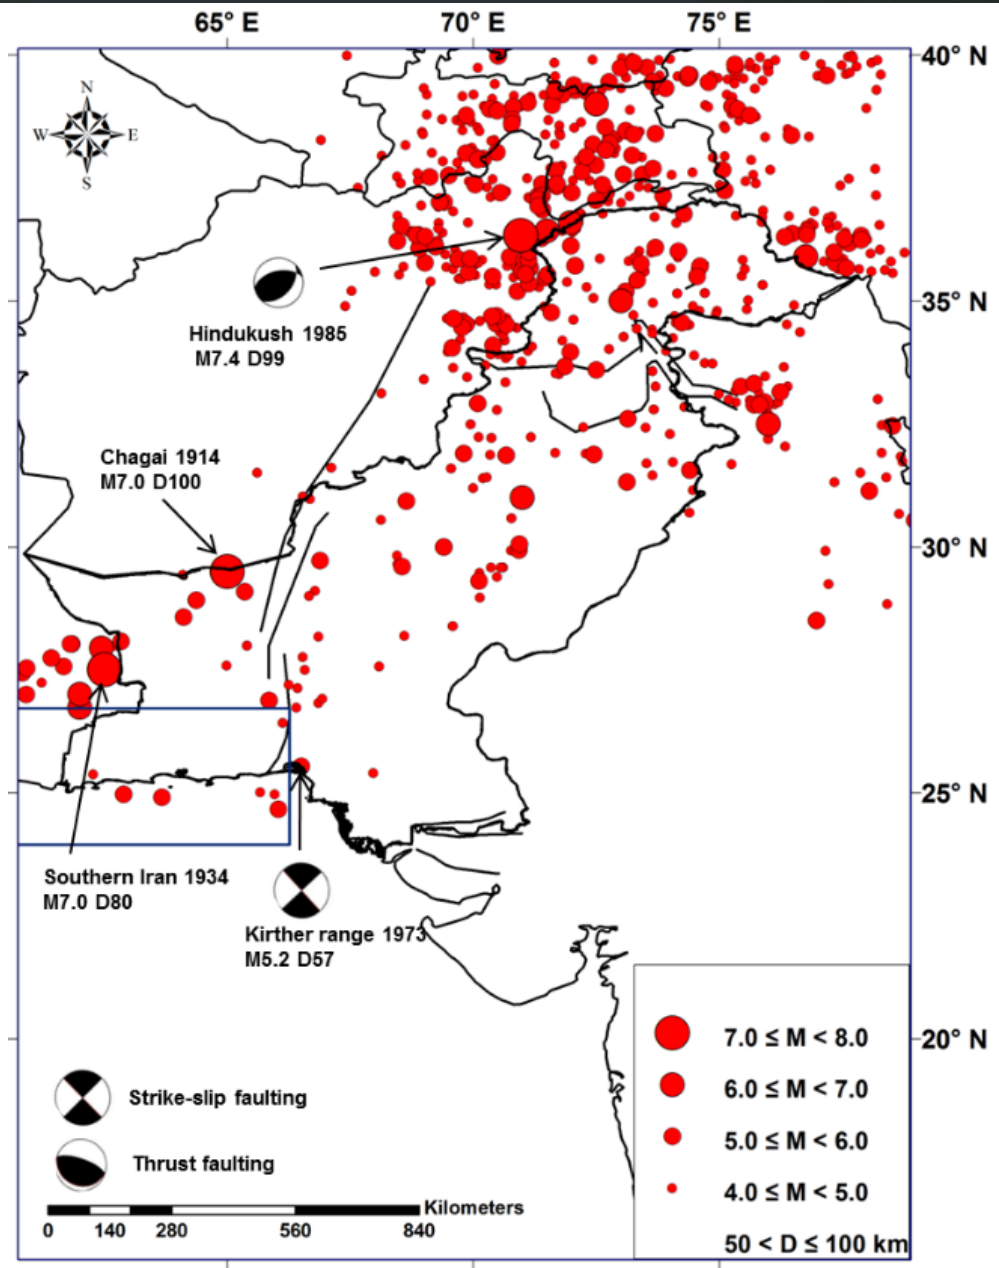 65° E 70° E 75° E
40° N
N
W E
S
35° N
Hindukush 1985
M7.4 D99
Chagai 1914
M7.0 D100
30° N
25° N
Southern Iran 1934
M7.0 D80
Kirther range 1973
M5.2 D57
20° N
7.0 ≤ M < 8.0
6.0 ≤ M < 7.0
5.0 ≤ M < 6.0
4.0 ≤ M < 5.0
50 < D ≤ 100 km
Strike-slip faulting
Thrust faulting
Kilometers
0 140 280 560 840